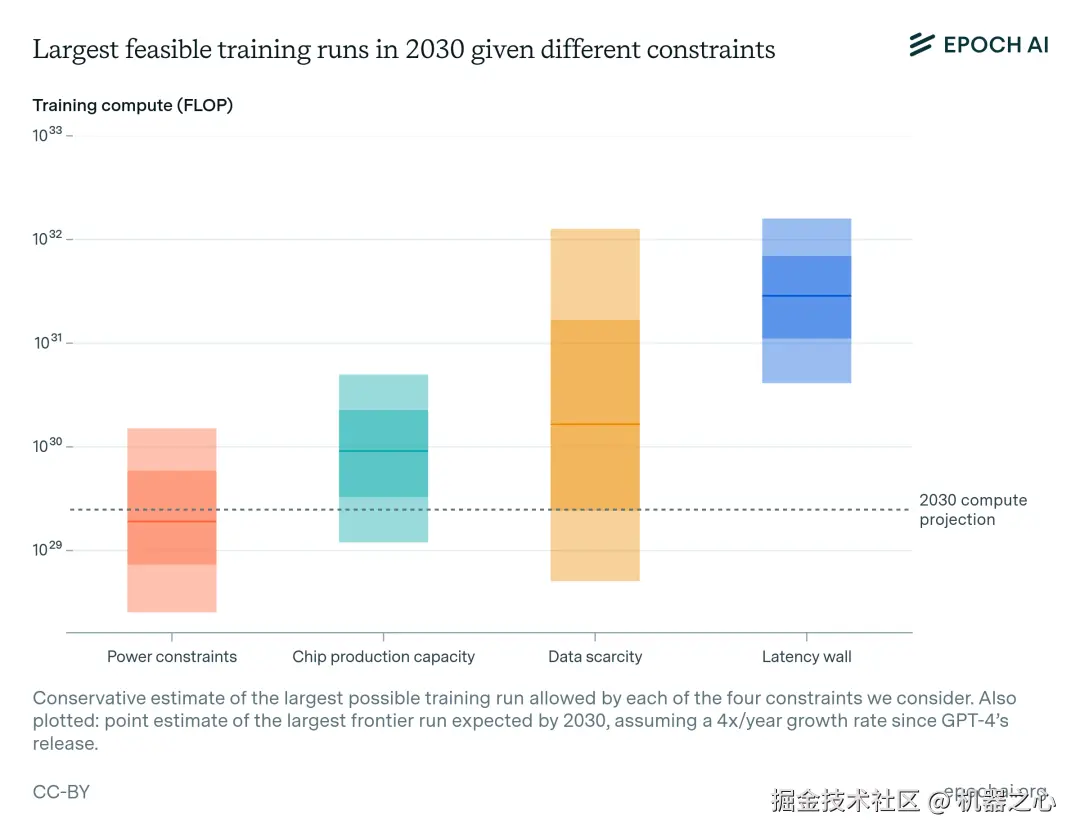 Largest feasible training runs in 2030 given different constraints
EPOCH AI
Training compute (FLOP)
10³³
10³²
10³¹
10³⁰
10²⁹
2030 compute
projection
Power constraints
Chip production capacity
Data scarcity
Latency wall
Conservative estimate of the largest possible training run allowed by each of the four constraints we consider. Also
plotted: point estimate of the largest frontier run expected by 2030, assuming a 4x/year growth rate since GPT-4’s
release.
CC-BY
epochai.org
掘金技术社区 @ 机器之心